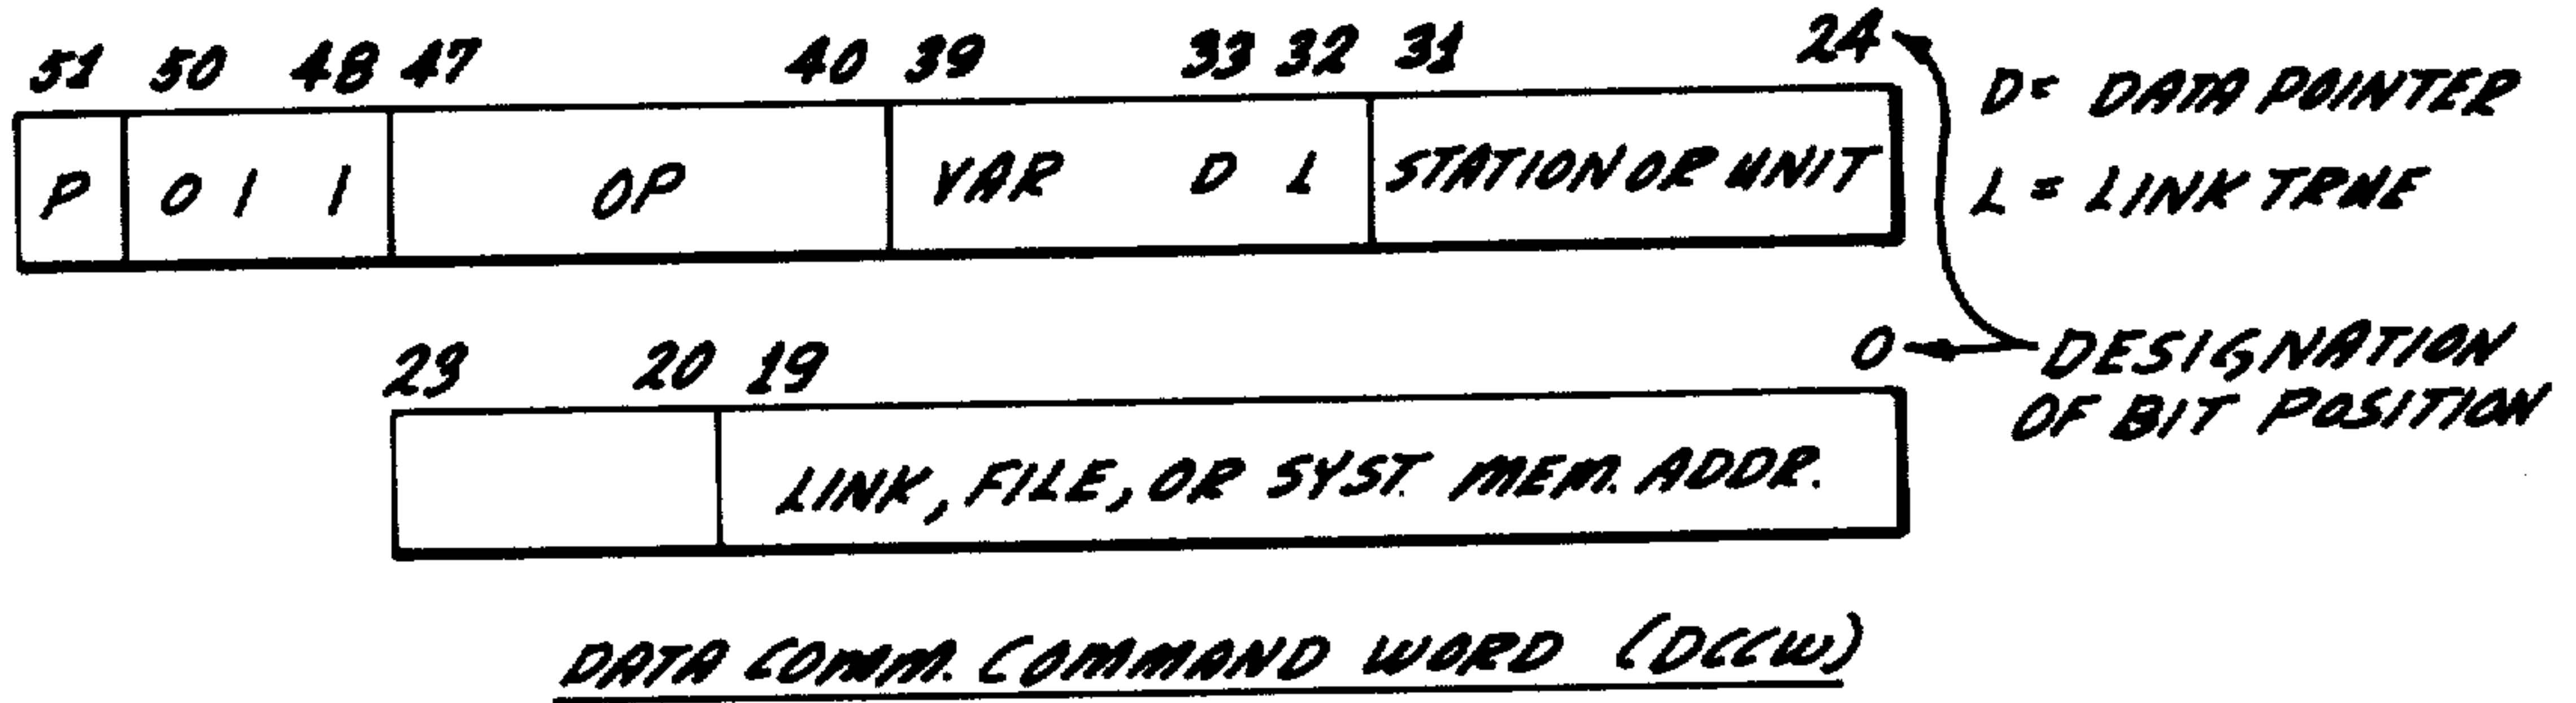 51 50 48 47 40 39 33 32 31 24
P 0 1 1 OP VAR D L STATION OR UNIT
D = DATA POINTER
L = LINK TRUE
23 20 19 0
LINK, FILE, OR SYST. MEM. ADDR.
DESIGNATION
OF BIT POSITION
DATA COMM. COMMAND WORD (DCCW)